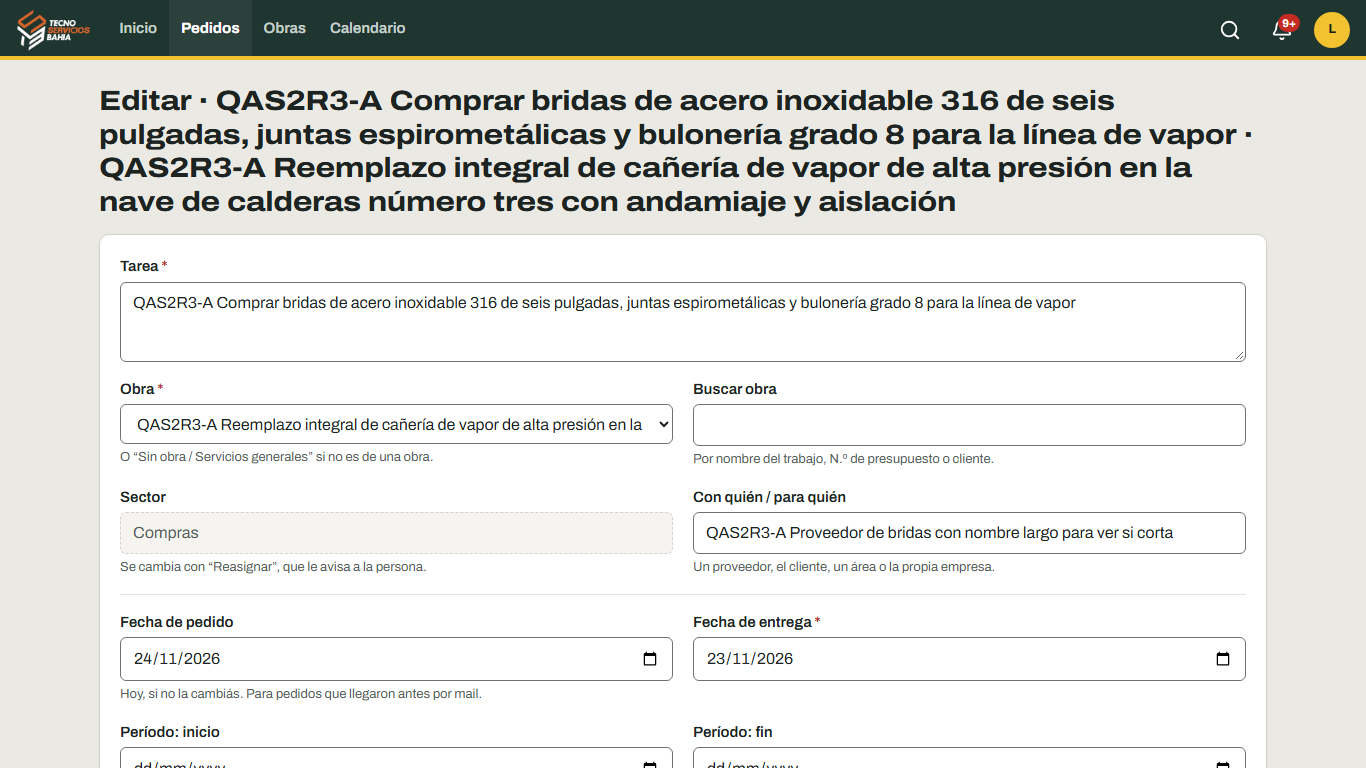 TECNO
SERVICIOS
BAHIA
Inicio
Pedidos
Obras
Calendario
9+
L
Editar · QAS2R3-A Comprar bridas de acero inoxidable 316 de seis
pulgadas, juntas espirometálicas y bulonería grado 8 para la línea de vapor ·
QAS2R3-A Reemplazo integral de cañería de vapor de alta presión en la
nave de calderas número tres con andamiaje y aislación
Tarea *
QAS2R3-A Comprar bridas de acero inoxidable 316 de seis pulgadas, juntas espirometálicas y bulonería grado 8 para la línea de vapor
Obra *
Buscar obra
QAS2R3-A Reemplazo integral de cañería de vapor de alta presión en la
O “Sin obra / Servicios generales” si no es de una obra.
Por nombre del trabajo, N.º de presupuesto o cliente.
Sector
Con quién / para quién
Compras
QAS2R3-A Proveedor de bridas con nombre largo para ver si corta
Se cambia con “Reasignar”, que le avisa a la persona.
Un proveedor, el cliente, un área o la propia empresa.
Fecha de pedido
Fecha de entrega *
24/11/2026
23/11/2026
Hoy, si no la cambiás. Para pedidos que llegaron antes por mail.
Período: inicio
Período: fin
dd/mm/yyyy
dd/mm/yyyy